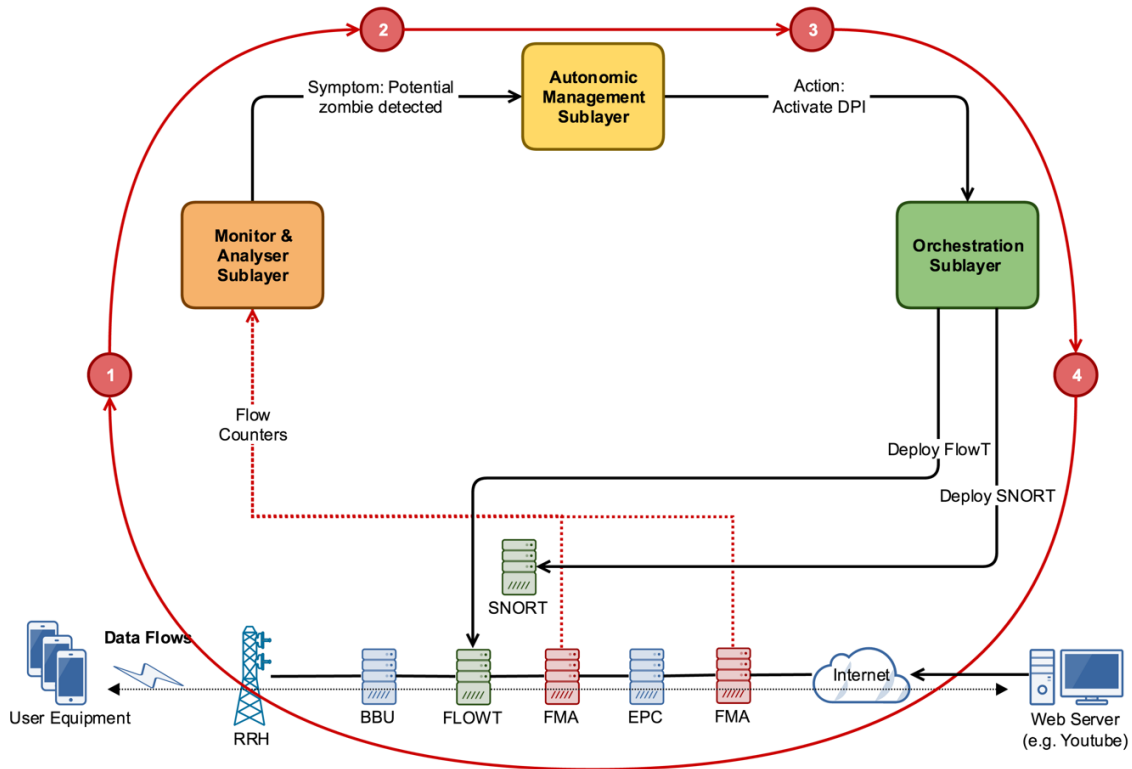 2
3
Symptom: Potential
zombie detected
Autonomic
Management
Sublayer
Action:
Activate DPI
Monitor &
Analyser
Sublayer
Orchestration
Sublayer
1
4
Flow
Counters
Deploy FlowT
Deploy SNORT
SNORT
Data Flows
Internet
User Equipment
RRH
BBU
FLOWT
FMA
EPC
FMA
Web Server
(e.g. Youtube)